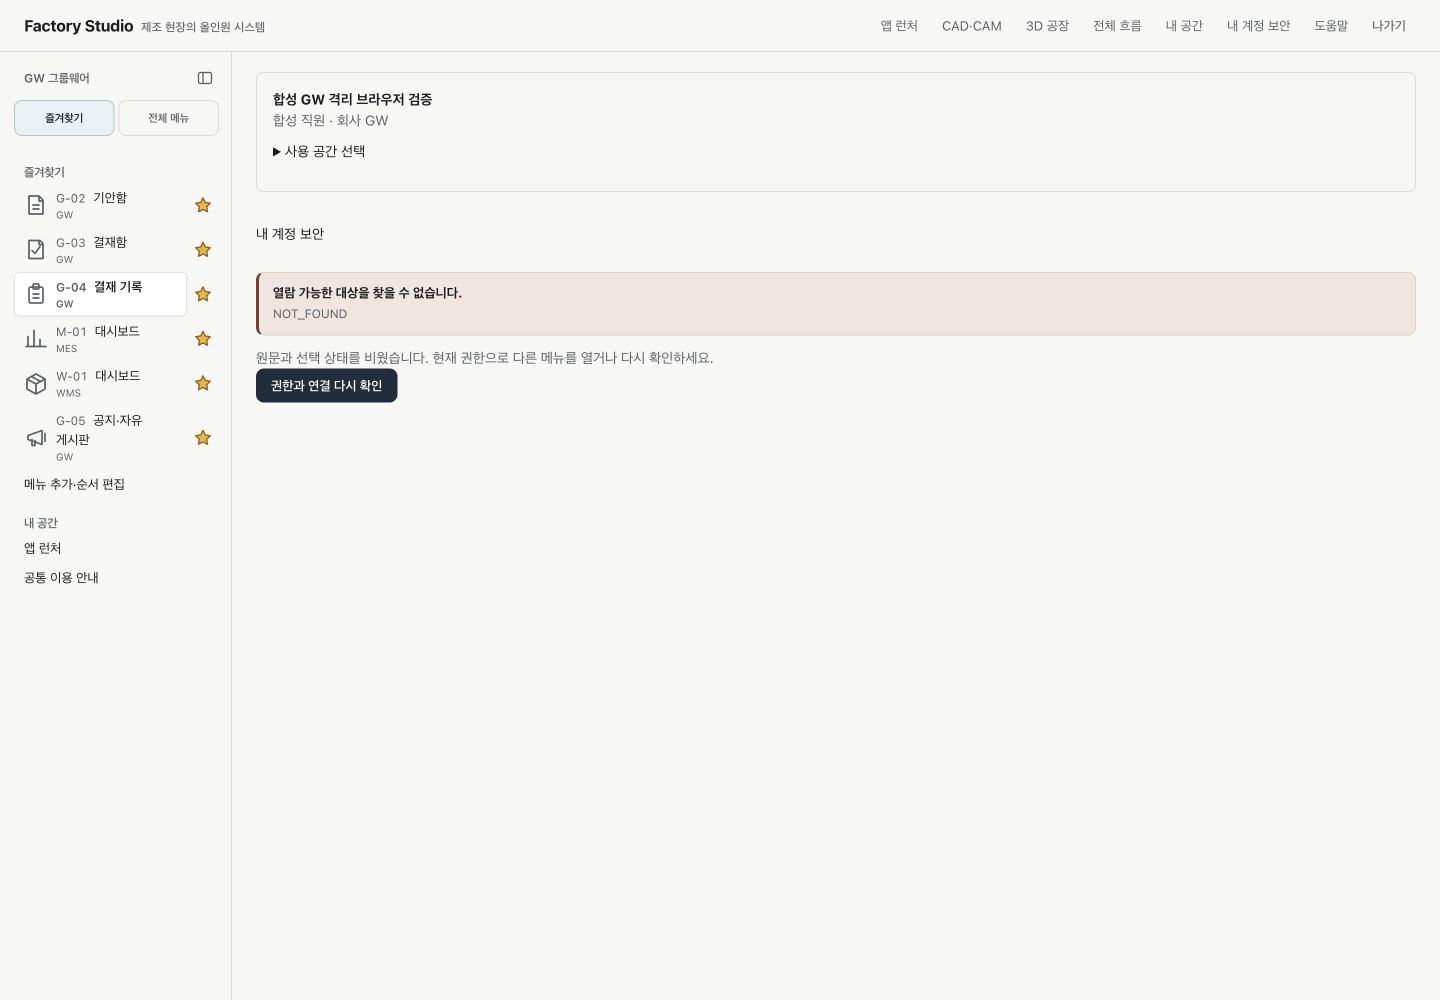 Factory Studio 제조 현장의 올인원 시스템
앱 런처 CAD·CAM 3D 공장 전체 흐름 내 공간 내 계정 보안 도움말 나가기
GW 그룹웨어
즐겨찾기 전체 메뉴
즐겨찾기
G-02 기안함
GW
G-03 결재함
GW
G-04 결재 기록
GW
M-01 대시보드
MES
W-01 대시보드
WMS
G-05 공지·자유
게시판
GW
메뉴 추가·순서 편집
내 공간
앱 런처
공통 이용 안내
합성 GW 격리 브라우저 검증
합성 직원 · 회사 GW
▶ 사용 공간 선택
내 계정 보안
열람 가능한 대상을 찾을 수 없습니다.
NOT_FOUND
원문과 선택 상태를 비웠습니다. 현재 권한으로 다른 메뉴를 열거나 다시 확인하세요.
권한과 연결 다시 확인